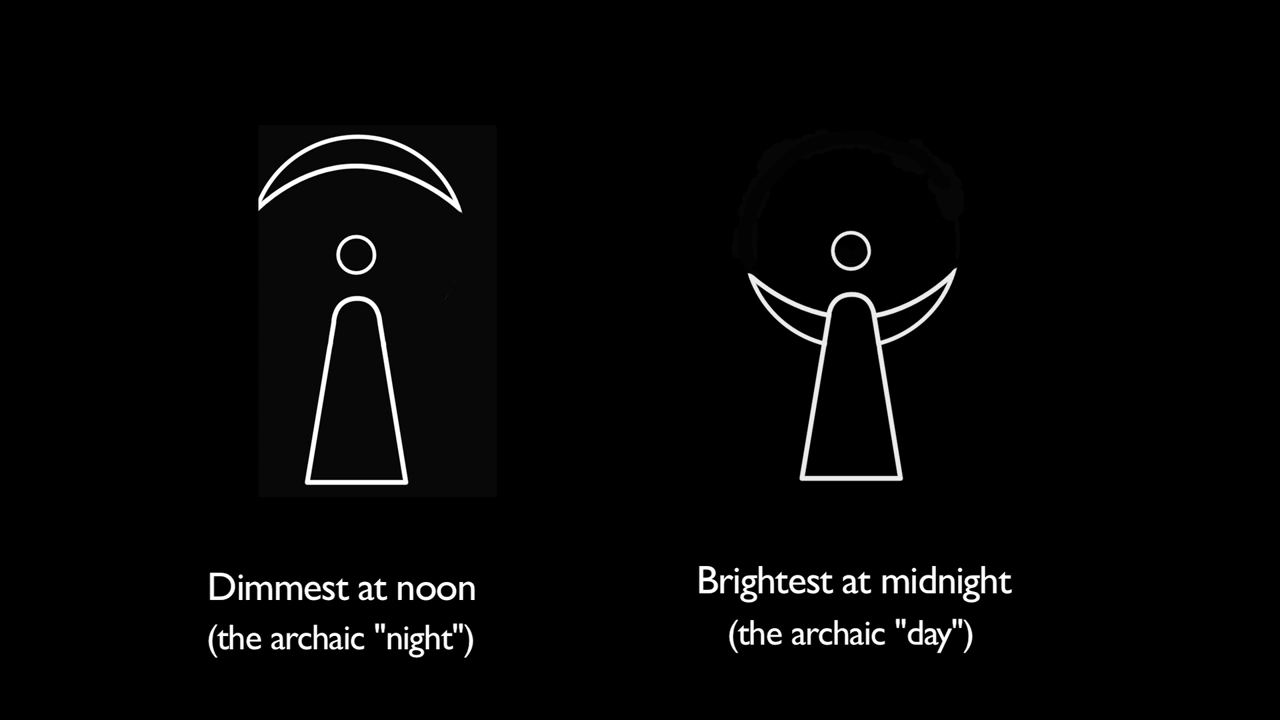 Dimmest at noon
(the archaic "night")
Brightest at midnight
(the archaic "day")